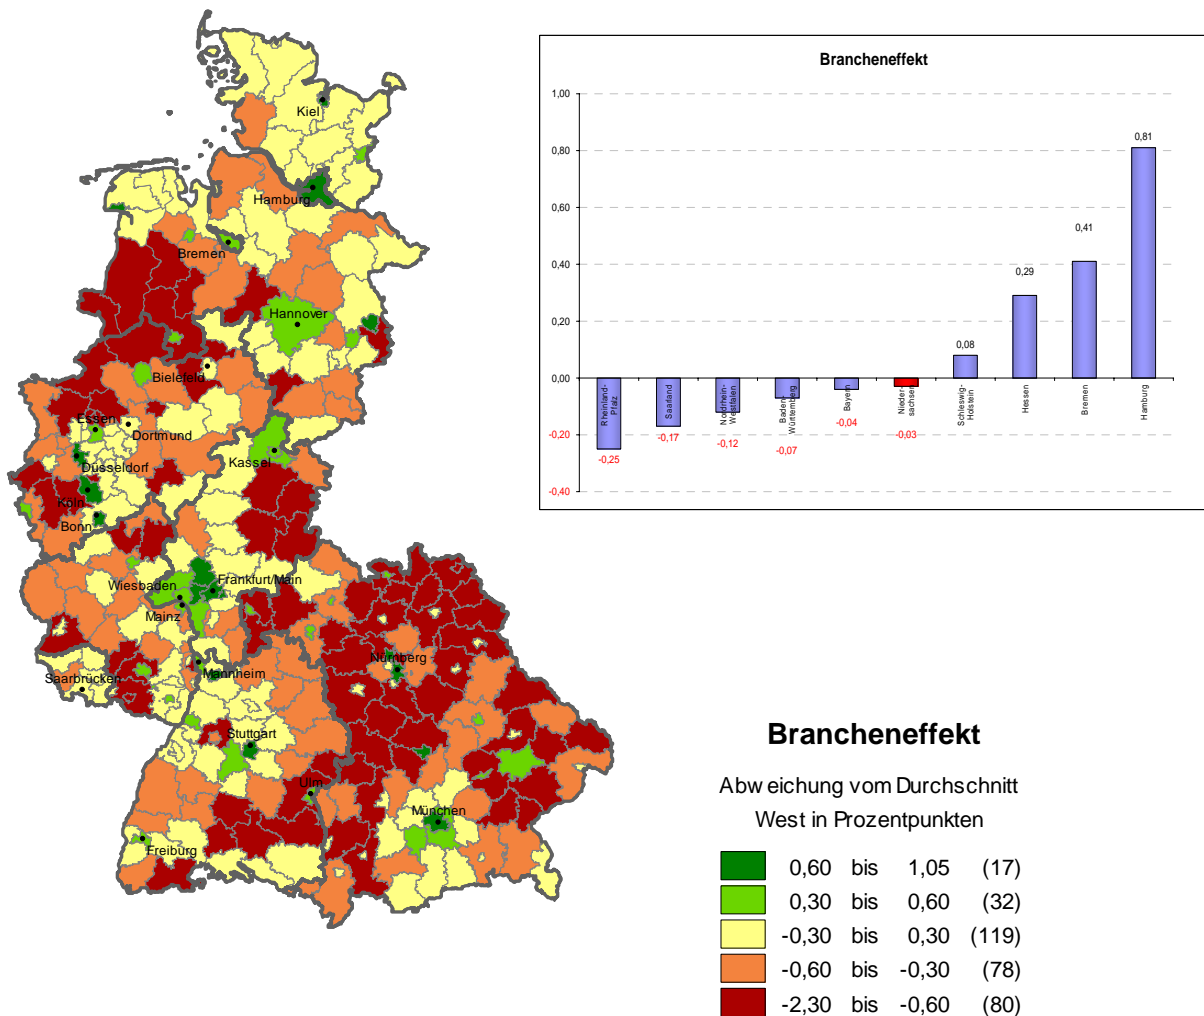 Kiel
Hamburg
Bremen
Hannover
Bielefeld
Essen
Dortmund
Düsseldorf
Kassel
Köln
Bonn
Wiesbaden
Frankfurt/Main
Mainz
Saarbrücken
Mannheim
Nürnberg
Stuttgart
Ulm
München
Freiburg
Brancheneffekt
1,00
0,80
0,60
0,40
0,20
0,00
-0,20
-0,40
Rheinland-
Pfalz
Saarland
Nordrhein-
Westfalen
Baden-
Würtemberg
Bayern
Nieder-
sachsen
Schleswig-
Holswein
Hessen
Bremen
Hamburg
-0,25
-0,17
-0,12
-0,07
-0,04
-0,03
0,08
0,29
0,41
0,81
Brancheneffekt
Abweichung vom Durchschnitt
West in Prozentpunkten
0,60 bis 1,05 (17)
0,30 bis 0,60 (32)
-0,30 bis 0,30 (119)
-0,60 bis -0,30 (78)
-2,30 bis -0,60 (80)